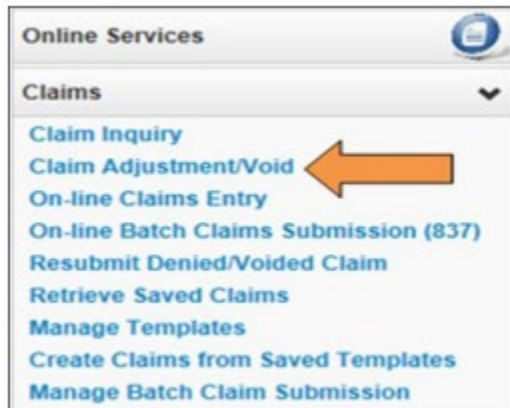 Online Services
Claims
Claim Inquiry
Claim Adjustment/Void
On-line Claims Entry
On-line Batch Claims Submission (837)
Resubmit Denied/Voided Claim
Retrieve Saved Claims
Manage Templates
Create Claims from Saved Templates
Manage Batch Claim Submission